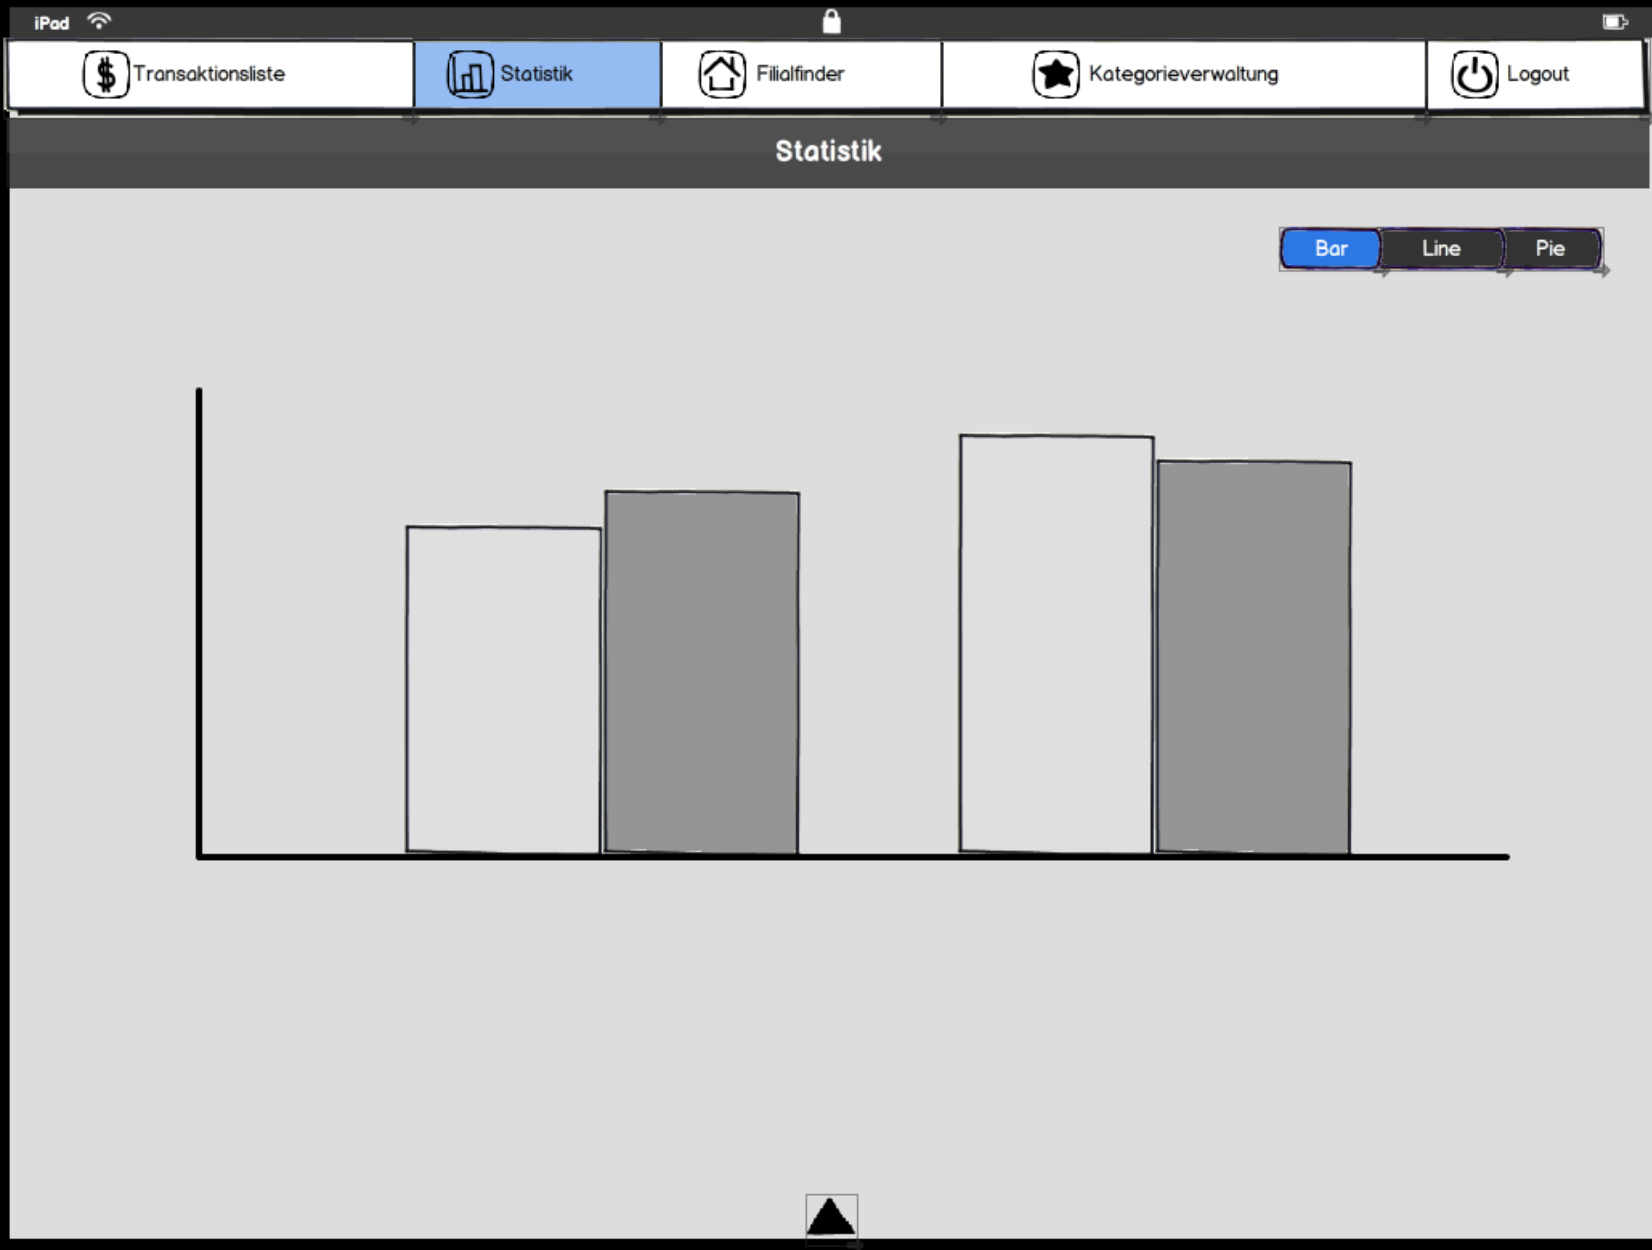 iPad
Transaktionsliste Statistik Filialfinder Kategorieverwaltung Logout
Statistik
Bar Line Pie